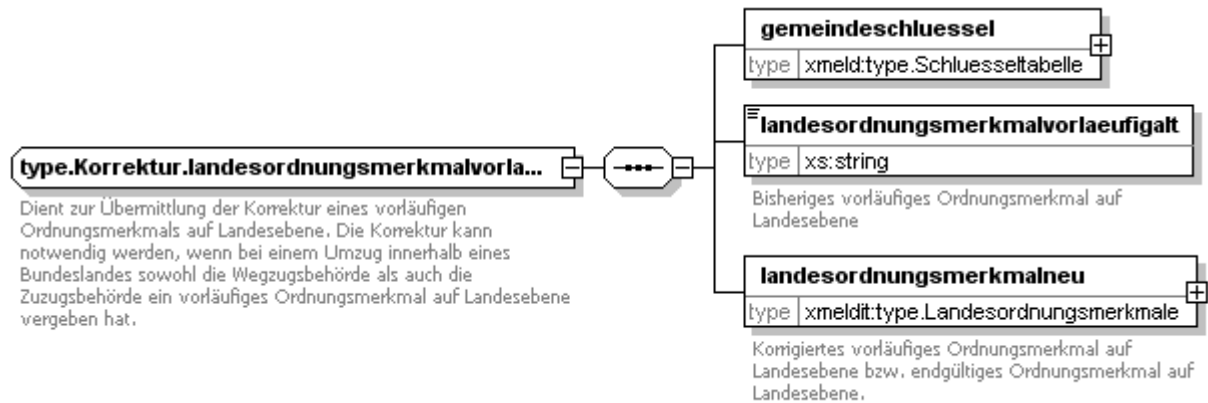 gemeindeschluessel
type xmeld:type.Schluesseltabelle
landesordnungsmerkmalvorlaeufigalt
type xs:string
Bisheriges vorläufiges Ordnungsmerkmal auf
Landesebene
type.Korrektur.landesordnungsmerkmalvorla...
Dient zur Übermittlung der Korrektur eines vorläufigen
Ordnungsmerkmals auf Landesebene. Die Korrektur kann
notwendig werden, wenn bei einem Umzug innerhalb eines
Bundeslandes sowohl die Wegzugsbehörde als auch die
Zuzugsbehörde ein vorläufiges Ordnungsmerkmal auf Landesebene
vergeben hat.
landesordnungsmerkmalneu
type xmeldit:type.Landesordnungsmerkmale
Korrigiertes vorläufiges Ordnungsmerkmal auf
Landesebene bzw. endgültiges Ordnungsmerkmal auf
Landesebene.